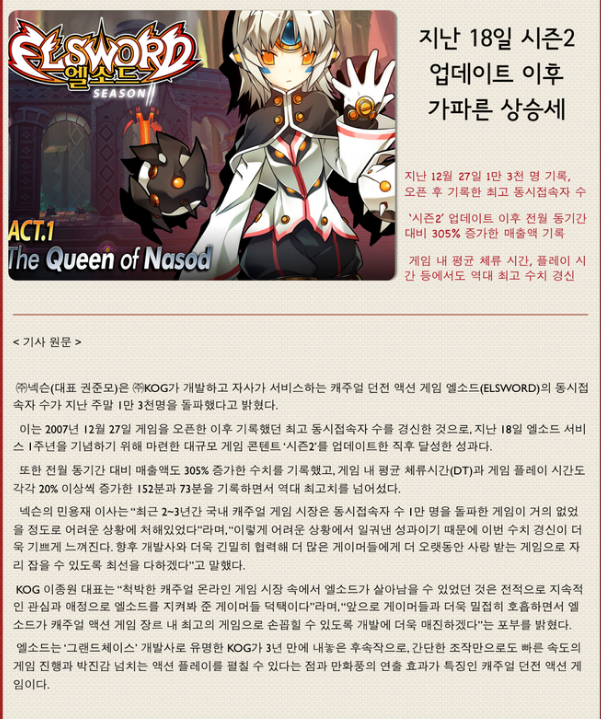 ELSWORD
엘소드
SEASON II
ACT.1
The Queen of Nasod
지난 18일 시즌2
업데이트 이후
가파른 상승세
지난 12월 27일 1만 3천 명 기록,
오픈 후 기록한 최고 동시접속자 수
‘시즌2’ 업데이트 이후 전월 동기간
대비 305% 증가한 매출액 기록
게임 내 평균 체류 시간, 플레이 시
간 등에서도 역대 최고 수치 경신
< 기사 원문 >
㈜넥슨(대표 권준모)은 ㈜KOG가 개발하고 자사가 서비스하는 캐주얼 던전 액션 게임 엘소드(ELSWORD)의 동시접
속자 수가 지난 주말 1만 3천명을 돌파했다고 밝혔다.
이는 2007년 12월 27일 게임을 오픈한 이후 기록했던 최고 동시접속자 수를 경신한 것으로, 지난 18일 엘소드 서비
스 1주년을 기념하기 위해 마련한 대규모 게임 콘텐트 ‘시즌2’를 업데이트한 직후 달성한 성과다.
또한 전월 동기간 대비 매출액도 305% 증가한 수치를 기록했고, 게임 내 평균 체류시간(DT)과 게임 플레이 시간도
각각 20% 이상씩 증가한 152분과 73분을 기록하면서 역대 최고치를 넘어섰다.
넥슨의 민용재 이사는 “최근 2~3년간 국내 캐주얼 게임 시장은 동시접속자 수 1만 명을 돌파한 게임이 거의 없었
을 정도로 어려운 상황에 처해있었다”라며, “이렇게 어려운 상황에서 일궈낸 성과이기 때문에 이번 수치 경신이 더
욱 기쁘게 느껴진다. 향후 개발사와 더욱 긴밀히 협력해 더 많은 게이머들에게 더 오랫동안 사랑 받는 게임으로 자
리 잡을 수 있도록 최선을 다하겠다”고 말했다.
KOG 이종원 대표는 “척박한 캐주얼 온라인 게임 시장 속에서 엘소드가 살아남을 수 있었던 것은 전적으로 지속적
인 관심과 애정으로 엘소드를 지켜봐 준 게이머들 덕택이다”라며, “앞으로 게이머들과 더욱 밀접히 호흡하면서 엘
소드가 캐주얼 액션 게임 장르 내 최고의 게임으로 손꼽힐 수 있도록 개발에 더욱 매진하겠다”는 포부를 밝혔다.
엘소드는 ‘그랜드체이스’ 개발사로 유명한 KOG가 3년 만에 내놓은 후속작으로, 간단한 조작만으로도 빠른 속도의
게임 진행과 박진감 넘치는 액션 플레이를 펼칠 수 있다는 점과 만화풍의 연출 효과가 특징인 캐주얼 던전 액션 게
임이다.